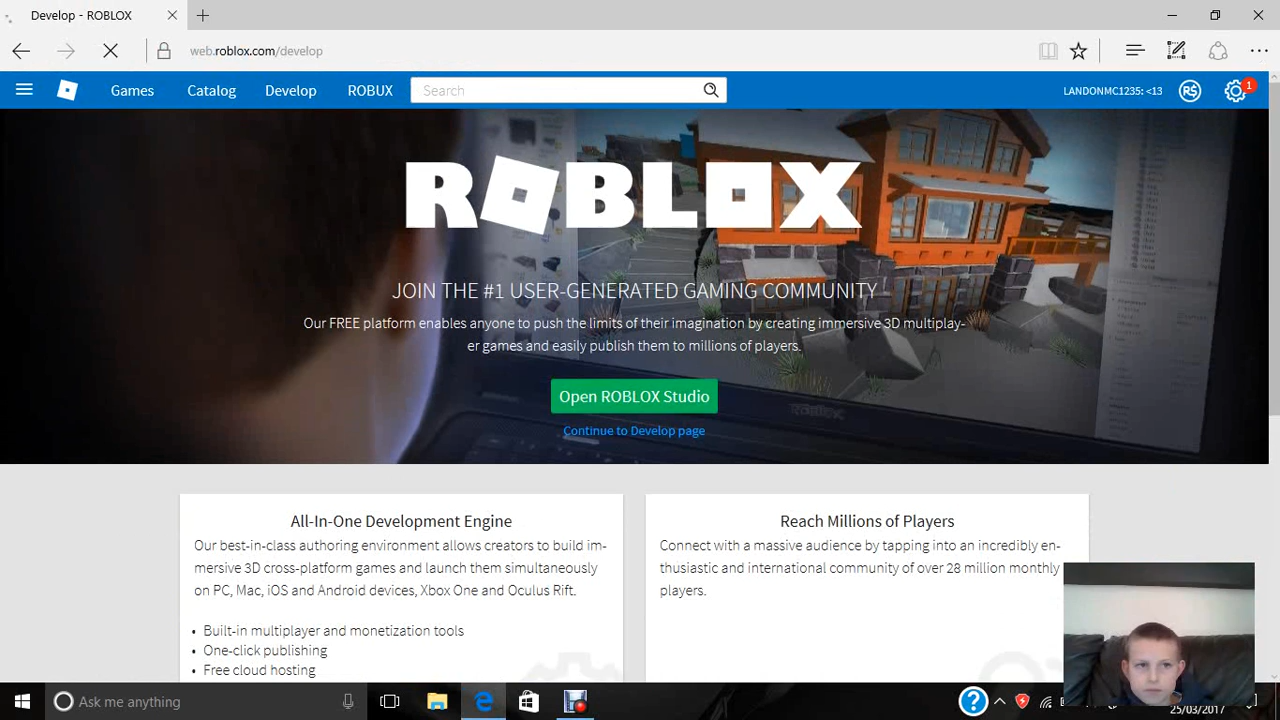 Develop - ROBLOX
web.roblox.com/develop
Games Catalog Develop ROBUX Search LANDONMC1235: <13 R$ 1
ROBLOX
JOIN THE #1 USER-GENERATED GAMING COMMUNITY
Our FREE platform enables anyone to push the limits of their imagination by creating immersive 3D multiplay-
er games and easily publish them to millions of players.
Open ROBLOX Studio
Continue to Develop page
All-In-One Development Engine
Our best-in-class authoring environment allows creators to build im-
mersive 3D cross-platform games and launch them simultaneously
on PC, Mac, iOS and Android devices, Xbox One and Oculus Rift.
• Built-in multiplayer and monetization tools
• One-click publishing
• Free cloud hosting
Reach Millions of Players
Connect with a massive audience by tapping into an incredibly en-
thusiastic and international community of over 28 million monthly
players.
Ask me anything
25/03/2017